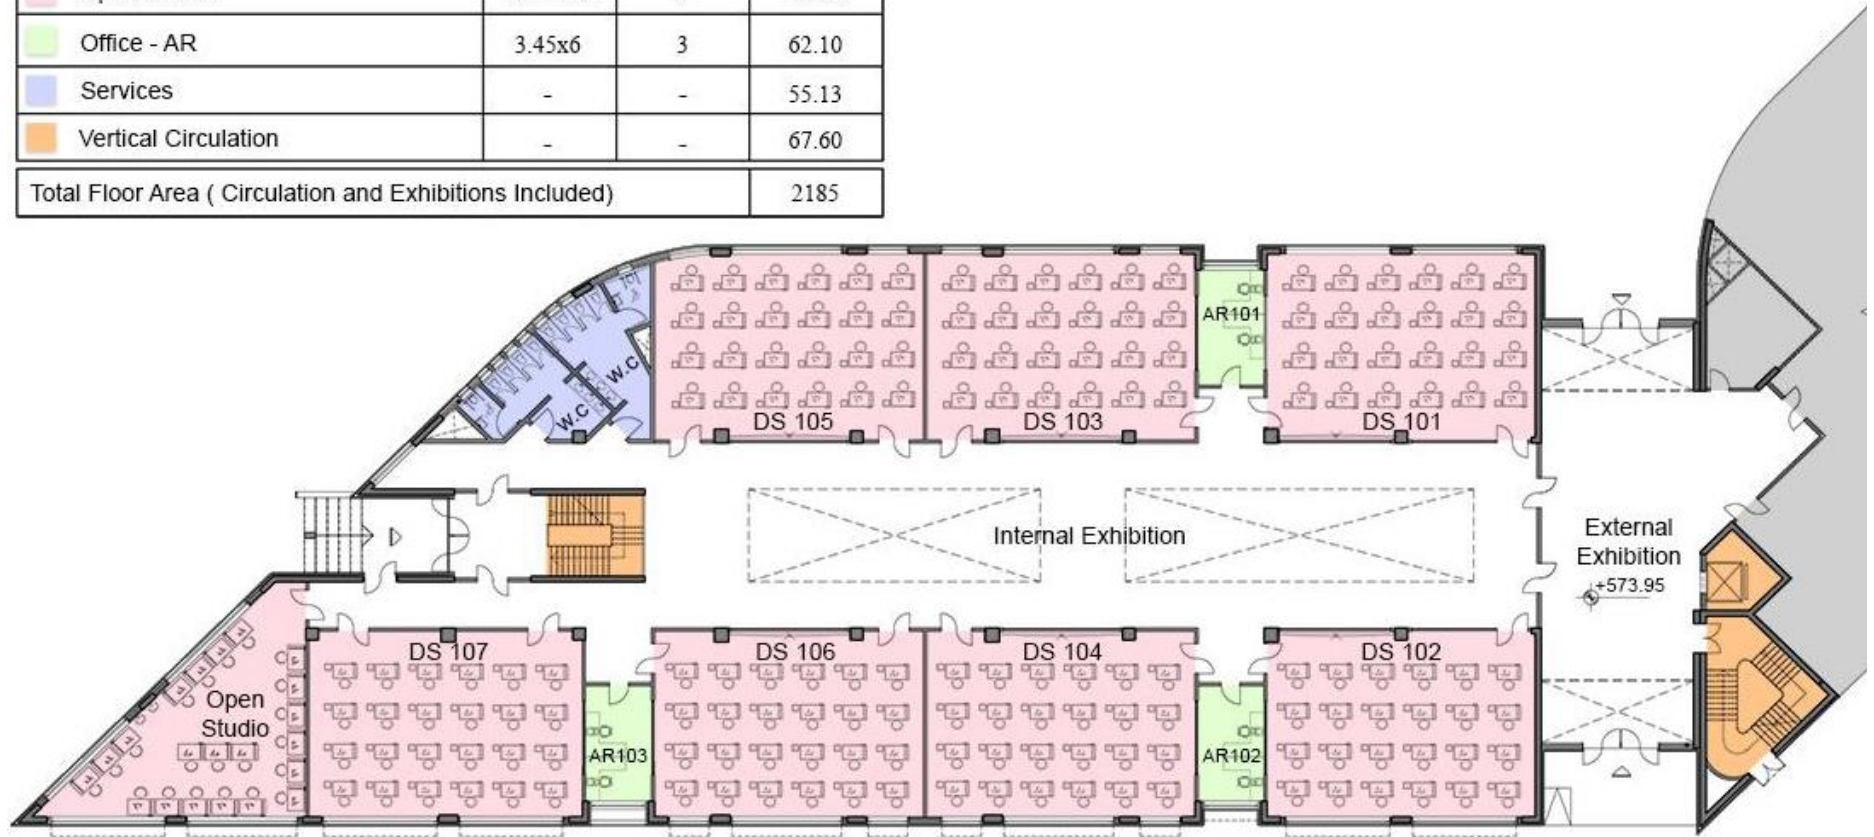 Office - AR 3.45x6 3 62.10
Services - - 55.13
Vertical Circulation - - 67.60
Total Floor Area ( Circulation and Exhibitions Included) 2185
AR101
W.C
W.C
DS 105
DS 103
DS 101
Internal Exhibition
External
Exhibition
+573.95
DS 107
DS 106
DS 104
DS 102
Open
Studio
AR103
AR102